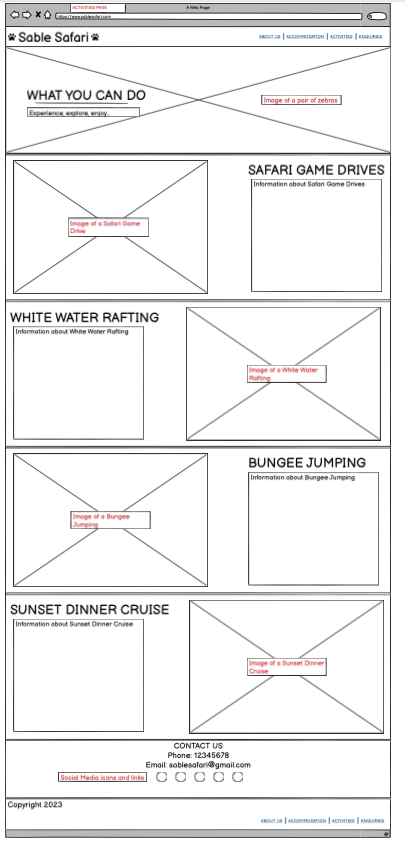 ACTIVITIES PAGE
A Web Page
https://www.sablesafari.com
Sable Safari
ABOUT US | ACCOMMODATION | ACTIVITIES | ENQUIRIES
WHAT YOU CAN DO
Experience, explore, enjoy..
Image of a pair of zebras
SAFARI GAME DRIVES
Information about Safari Game Drives
Image of a Safari Game
Drive
WHITE WATER RAFTING
Information about White Water Rafting
Image of a White Water
Rafting
BUNGEE JUMPING
Information about Bungee Jumping
Image of a Bungee
Jumping
SUNSET DINNER CRUISE
Information about Sunset Dinner Cruise
Image of a Sunset Dinner
Cruise
CONTACT US
Phone: 12345678
Email: sablesafari@gmail.com
Social Media icons and links
Copyright 2023
ABOUT US | ACCOMMODATION | ACTIVITIES | ENQUIRIES